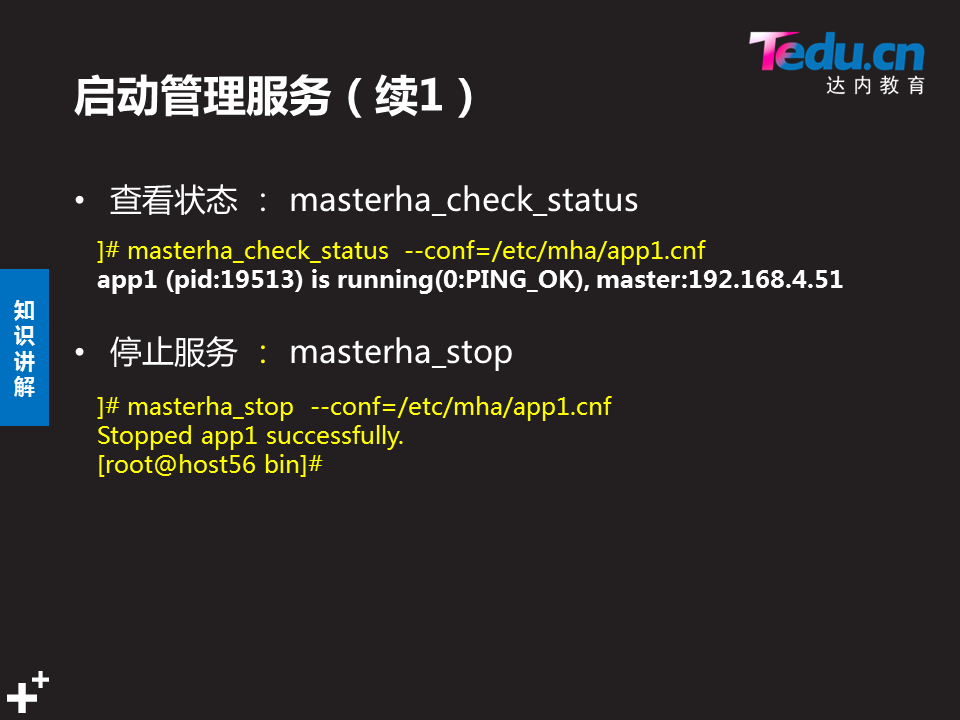 Tedu.cn
达内教育
启动管理服务（续1）
• 查看状态 ： masterha_check_status
]# masterha_check_status --conf=/etc/mha/app1.cnf
app1 (pid:19513) is running(0:PING_OK), master:192.168.4.51
知识讲解
• 停止服务 ： masterha_stop
]# masterha_stop --conf=/etc/mha/app1.cnf
Stopped app1 successfully.
[root@host56 bin]#